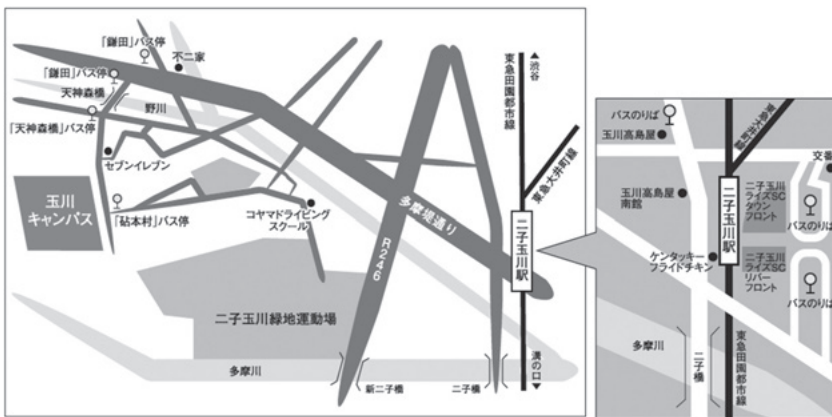 「鎌田」バス停
不二家
「鎌田」バス停
天神森橋
野川
「天神森橋」バス停
セブンイレブン
玉川
キャンパス
「砧本村」バス停
コヤマドライビング
スクール
多摩堤通り
R246
二子玉川緑地運動場
多摩川
新二子橋
二子橋
▲渋谷
東急田園都市線
東急大井町線
二子玉川駅
溝の口▼
バスのりば
玉川高島屋
東急大井町線
交番
玉川高島屋
南館
二子玉川駅
二子玉川
ライズSC
タウン
フロント
バスのりば
ケンタッキー
フライドチキン
二子玉川
ライズSC
リバー
フロント
バスのりば
多摩川
二子橋
東急田園都市線